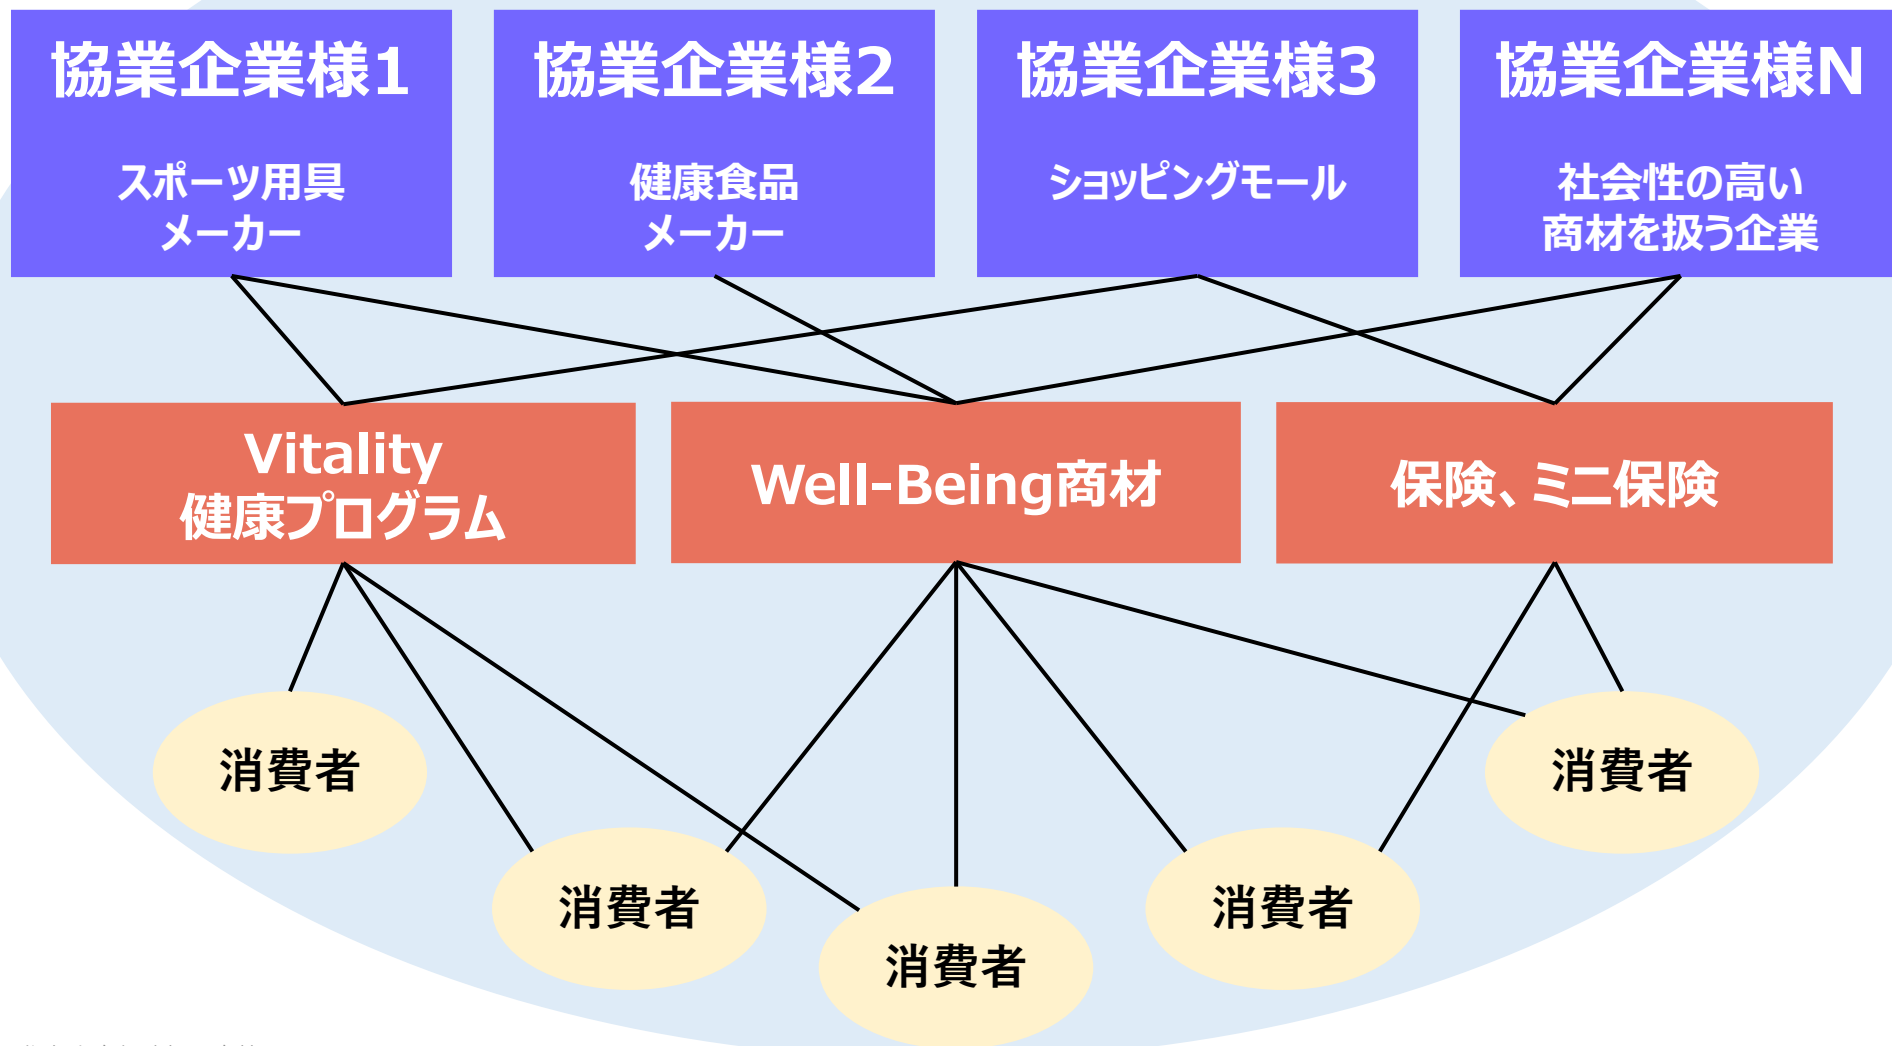 協業企業様1
スポーツ用具
メーカー
協業企業様2
健康食品
メーカー
協業企業様3
ショッピングモール
協業企業様N
社会性の高い
商材を扱う企業
Vitality
健康プログラム
Well-Being商材
保険、ミニ保険
消費者
消費者
消費者
消費者
消費者